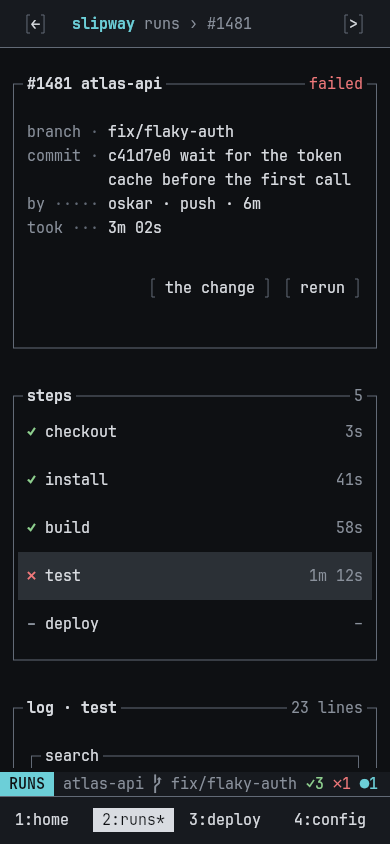 [←] slipway runs › #1481 [>]
#1481 atlas-api failed
branch · fix/flaky-auth
commit · c41d7e0 wait for the token
cache before the first call
by ····· oskar · push · 6m
took ··· 3m 02s
[ the change ] [ rerun ]
steps 5
✓ checkout 3s
✓ install 41s
✓ build 58s
✕ test 1m 12s
– deploy –
log · test 23 lines
search
RUNS atlas-api fix/flaky-auth ✓3 ✕1 ●1
1:home 2:runs* 3:deploy 4:config